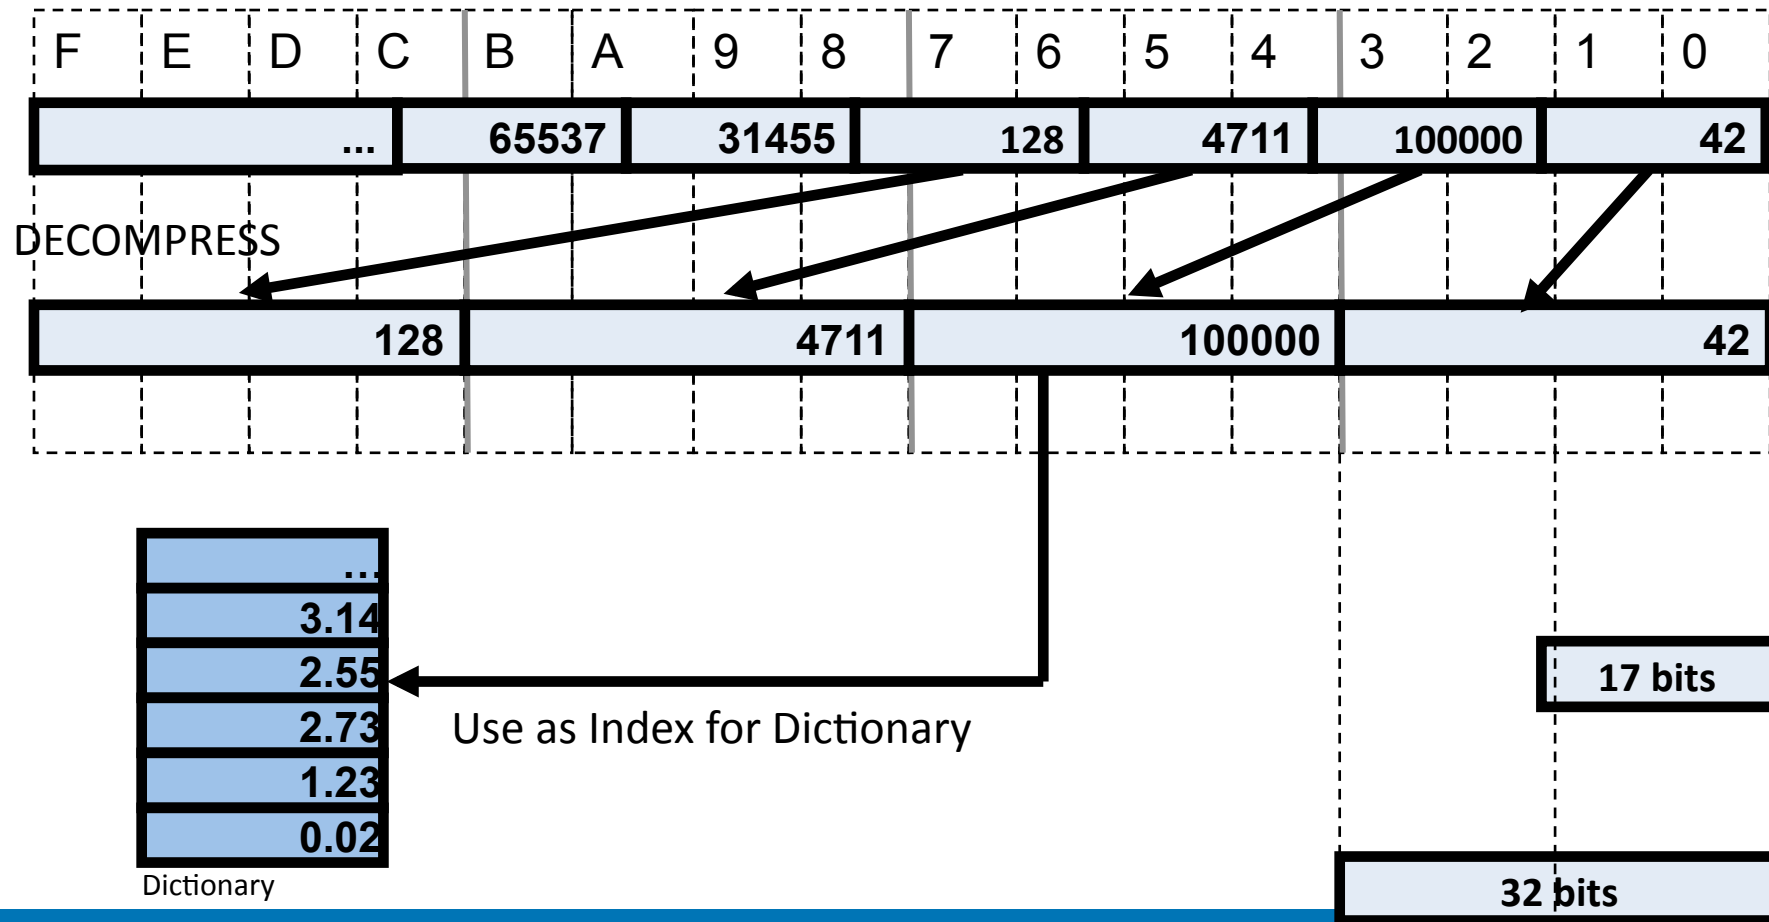 F E D C B A 9 8 7 6 5 4 3 2 1 0
... 65537 31455 128 4711 100000 42
DECOMPRESS
128 4711 100000 42
...
3.14
2.55
2.73
1.23
0.02
Dictionary
Use as Index for Dictionary
17 bits
32 bits